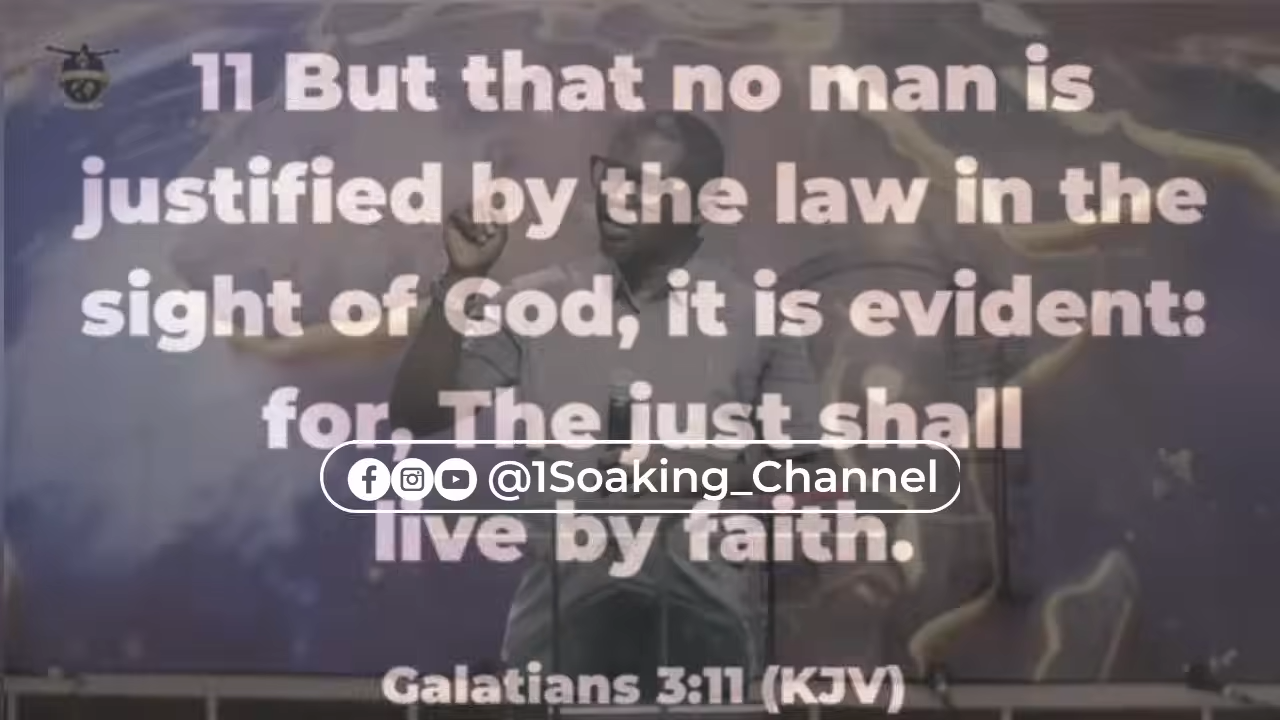 11 But that no man is
justified by the law in the
sight of God, it is evident:
for, The just shall
@1Soaking_Channel
live by faith.
Galatians 3:11 (KJV)